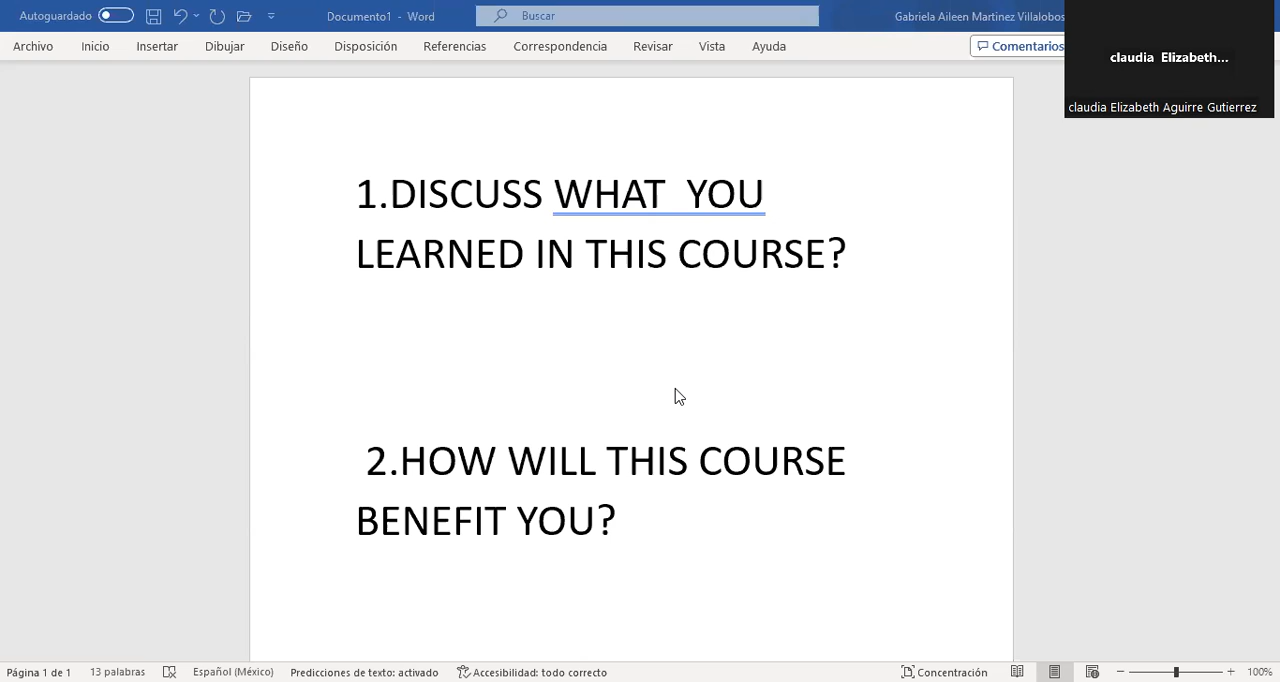 Autoguardado Documento1 - Word Buscar Gabriela Aileen Martinez Villalobos
Archivo Inicio Insertar Dibujar Diseño Disposición Referencias Correspondencia Revisar Vista Ayuda Comentarios
claudia Elizabeth...
claudia Elizabeth Aguirre Gutierrez
1.DISCUSS WHAT YOU
LEARNED IN THIS COURSE?
2.HOW WILL THIS COURSE
BENEFIT YOU?
Página 1 de 1 13 palabras Español (México) Predicciones de texto: activado Accesibilidad: todo correcto Concentración 100%